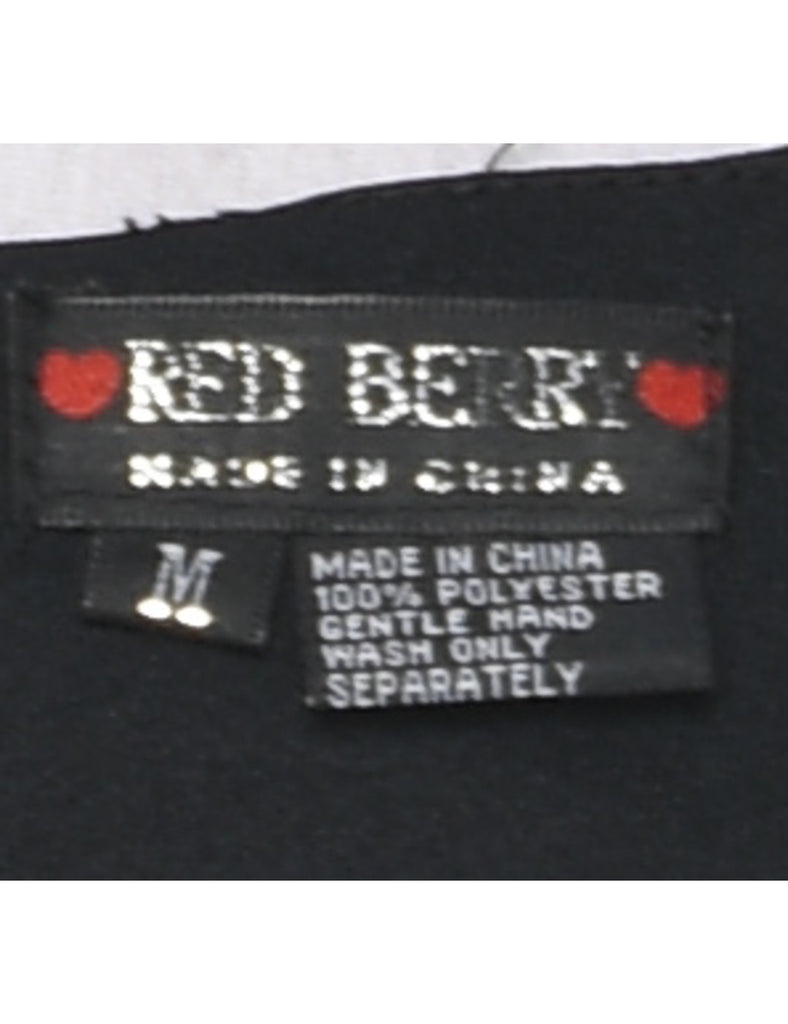 RED BERRY
MADE IN CHINA
M
MADE IN CHINA
100% POLYESTER
GENTLE HAND
WASH ONLY
SEPARATELY